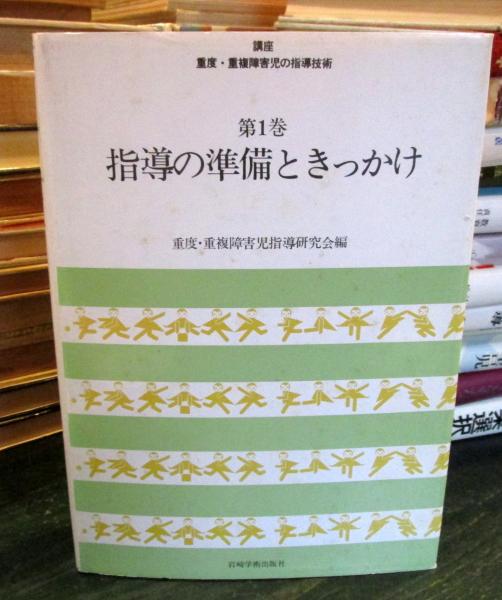 講座
重度・重複障害児の指導技術
第1巻
指導の準備ときっかけ
重度・重複障害児指導研究会編
岩崎学術出版社
選択